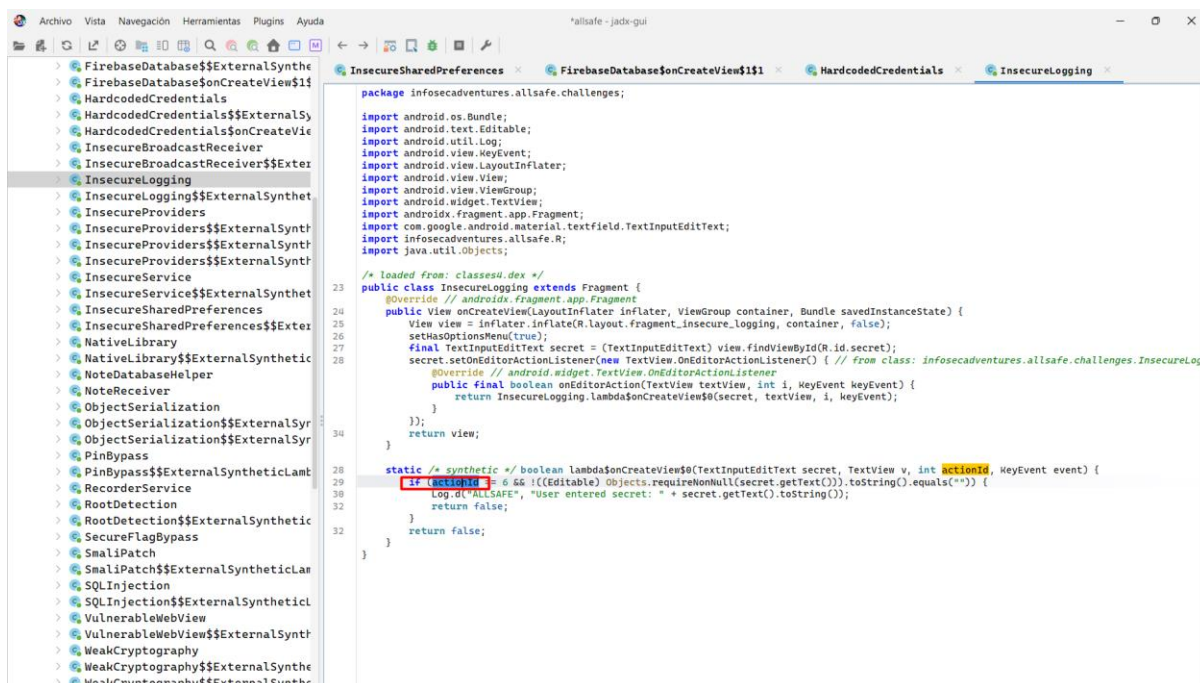 Archivo Vista Navegación Herramientas Plugins Ayuda
*allsafe - jadx-gui
FirebaseDatabase$$ExternalSynthe
FirebaseDatabase$onCreateView$1$
HardcodedCredentials
HardcodedCredentials$$ExternalSy
HardcodedCredentials$onCreateVie
InsecureBroadcastReceiver
InsecureBroadcastReceiver$$Exter
InsecureLogging
InsecureLogging$$ExternalSynthet
InsecureProviders
InsecureProviders$$ExternalSynth
InsecureProviders$$ExternalSynth
InsecureProviders$$ExternalSynth
InsecureService
InsecureService$$ExternalSynthet
InsecureSharedPreferences
InsecureSharedPreferences$$Exter
NativeLibrary
NativeLibrary$$ExternalSynthetic
NoteDatabaseHelper
NoteReceiver
ObjectSerialization
ObjectSerialization$$ExternalSyr
ObjectSerialization$$ExternalSyr
PinBypass
PinBypass$$ExternalSyntheticLamb
RecorderService
RootDetection
RootDetection$$ExternalSynthetic
SecureFlagBypass
SmaliPatch
SmaliPatch$$ExternalSyntheticLam
SQLInjection
SQLInjection$$ExternalSyntheticL
VulnerableWebView
VulnerableWebView$$ExternalSynth
WeakCryptography
WeakCryptography$$ExternalSynthe
WeakCryptography$$ExternalSynthe
InsecureSharedPreferences × FirebaseDatabase$onCreateView$1$1 × HardcodedCredentials × InsecureLogging ×
package infosecadventures.allsafe.challenges;
import android.os.Bundle;
import android.text.Editable;
import android.util.Log;
import android.view.KeyEvent;
import android.view.LayoutInflater;
import android.view.View;
import android.view.ViewGroup;
import android.widget.TextView;
import androidx.fragment.app.Fragment;
import com.google.android.material.textfield.TextInputEditText;
import infosecadventures.allsafe.R;
import java.util.Objects;
/* loaded from: classes4.dex */
23 public class InsecureLogging extends Fragment {
@Override // androidx.fragment.app.Fragment
24 public View onCreateView(LayoutInflater inflater, ViewGroup container, Bundle savedInstanceState) {
25 View view = inflater.inflate(R.layout.fragment_insecure_logging, container, false);
26 setHasOptionsMenu(true);
27 final TextInputEditText secret = (TextInputEditText) view.findViewById(R.id.secret);
28 secret.setOnEditorActionListener(new TextView.OnEditorActionListener() { // from class: infosecadventures.allsafe.challenges.InsecureLog
@Override // android.widget.TextView.OnEditorActionListener
public final boolean onEditorAction(TextView textView, int i, KeyEvent keyEvent) {
return InsecureLogging.lambda$onCreateView$0(secret, textView, i, keyEvent);
}
});
34 return view;
}
28 static /* synthetic */ boolean lambda$onCreateView$0(TextInputEditText secret, TextView v, int actionId, KeyEvent event) {
29 if (actionId == 6 && !((Editable) Objects.requireNonNull(secret.getText())).toString().equals("")) {
30 Log.d("ALLSAFE", "User entered secret: " + secret.getText().toString());
32 return false;
}
32 return false;
}
}